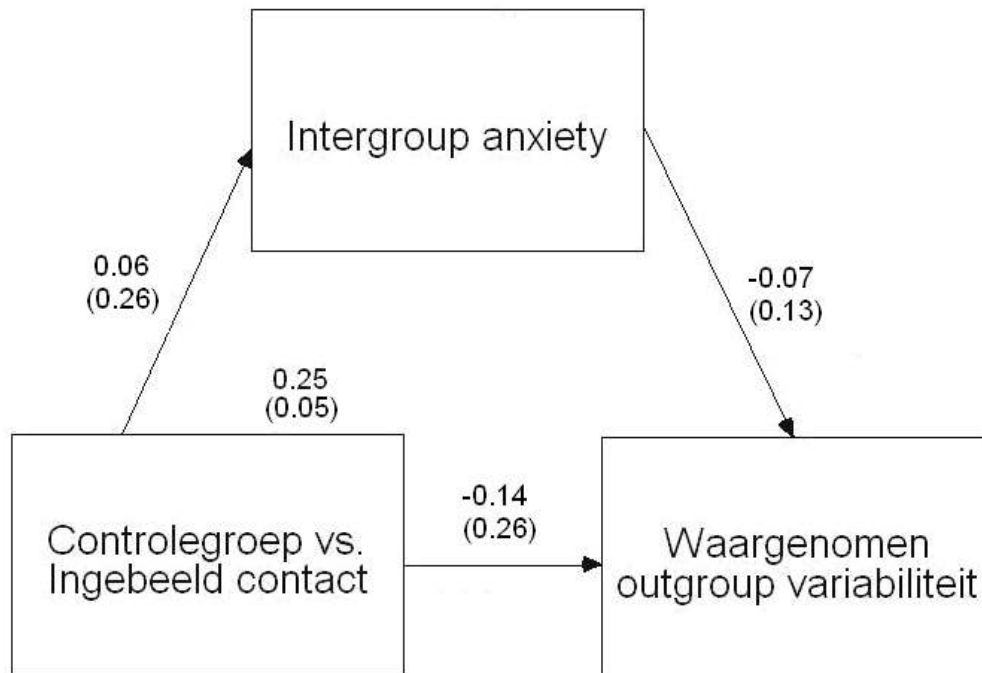 Intergroup anxiety
0.06
(0.26)
-0.07
(0.13)
0.25
(0.05)
Controlegroep vs.
Ingebeeld contact
-0.14
(0.26)
Waargenomen
outgroup variabiliteit